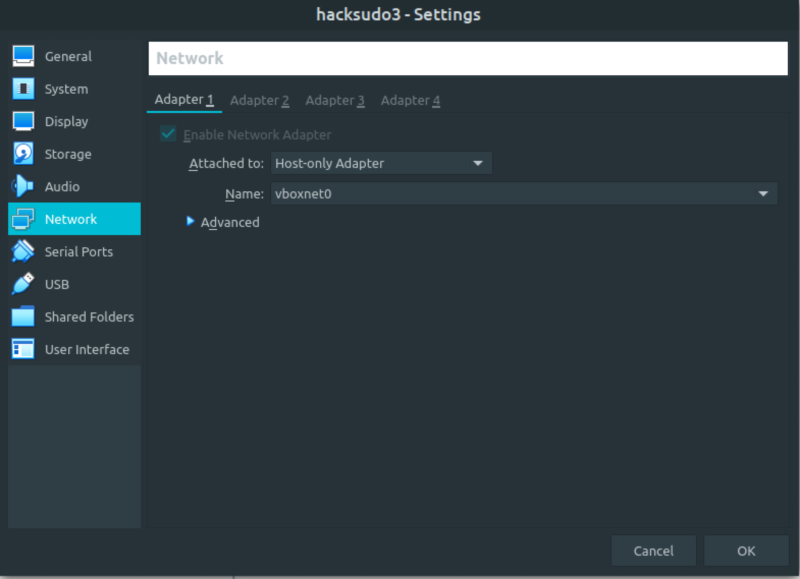 hacksudo3 - Settings
General
System
Display
Storage
Audio
Network
Serial Ports
USB
Shared Folders
User Interface
Network
Adapter 1 Adapter 2 Adapter 3 Adapter 4
Enable Network Adapter
Attached to: Host-only Adapter
Name: vboxnet0
Advanced
Cancel OK